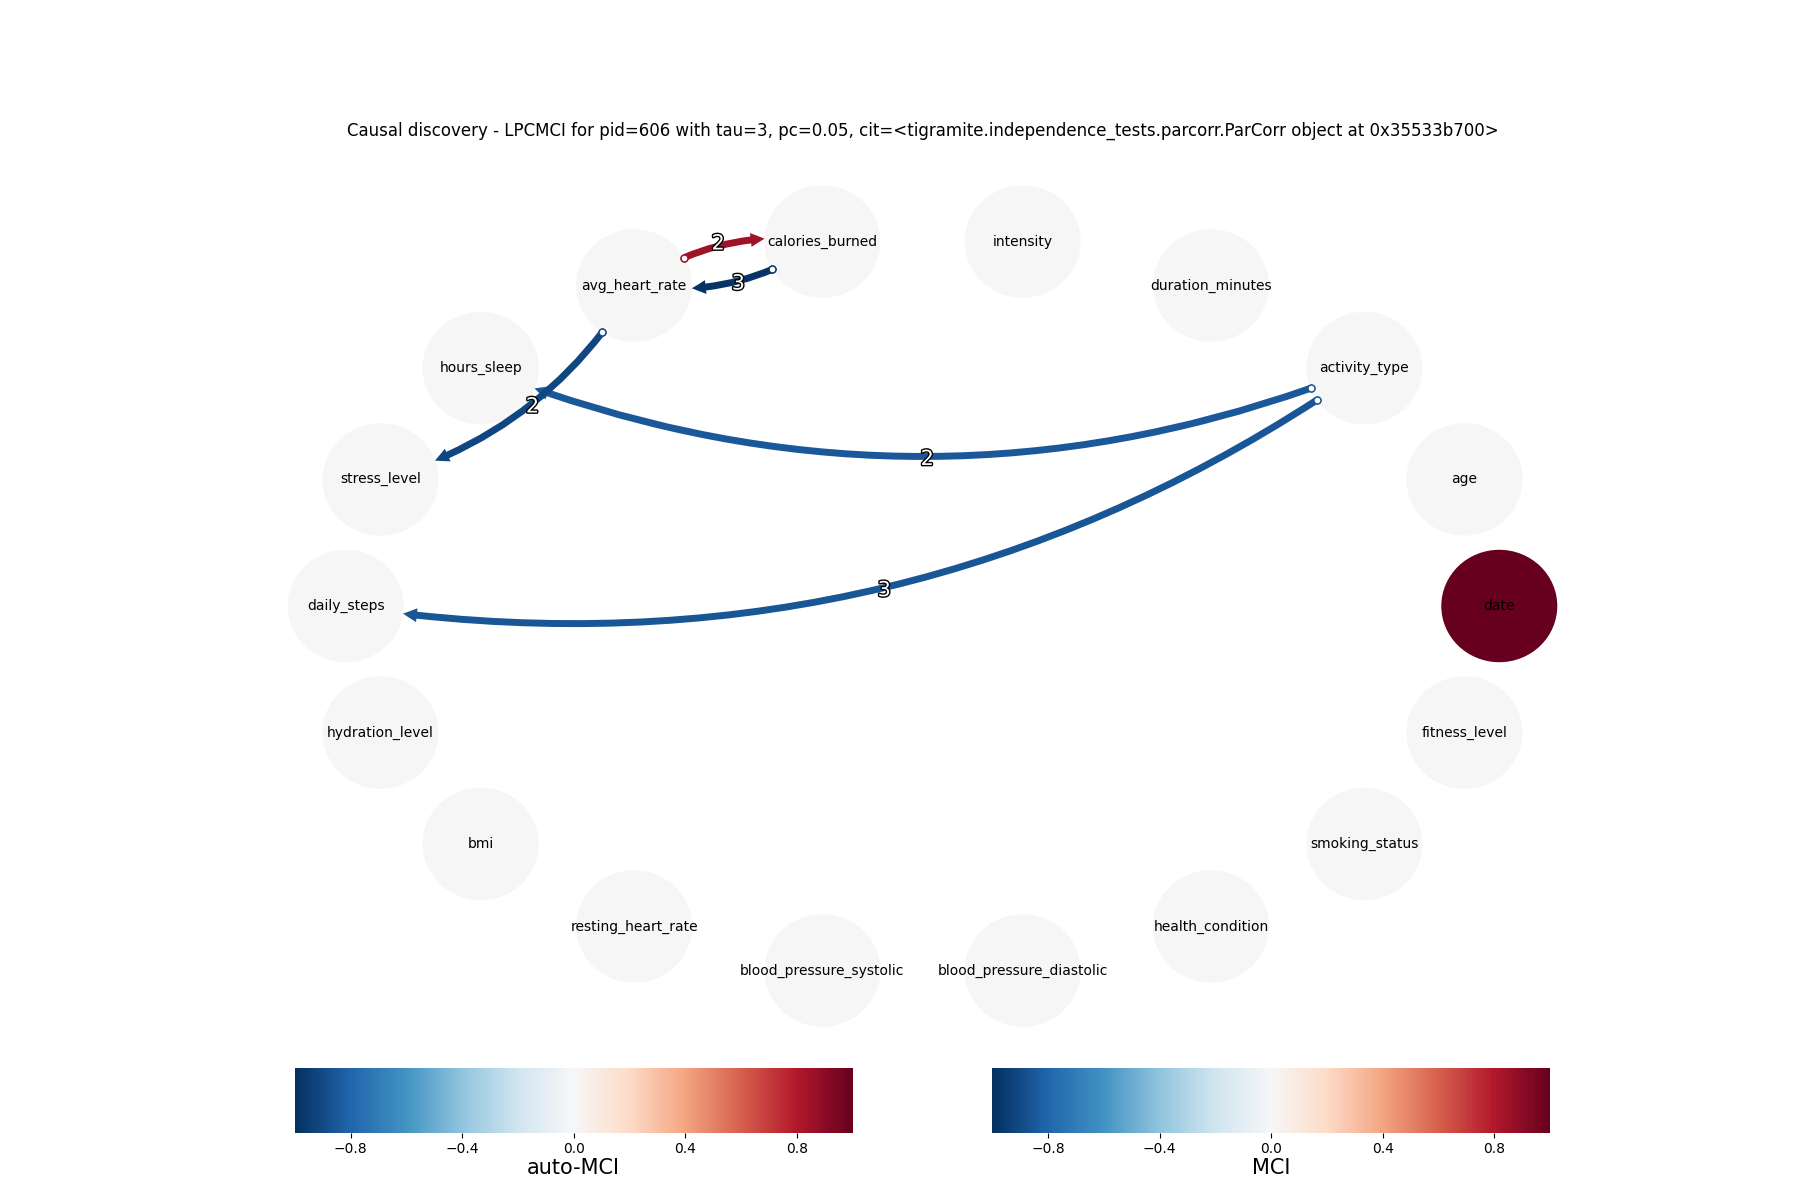 Causal discovery - LPCMCI for pid=606 with tau=3, pc=0.05, cit=<tigramite.independence_tests.parcorr.ParCorr object at 0x35533b700>
2 calories_burned intensity
avg_heart_rate 3 duration_minutes
hours_sleep activity_type
2
2
stress_level age
3
daily_steps date
hydration_level fitness_level
bmi smoking_status
resting_heart_rate health_condition
blood_pressure_systolic blood_pressure_diastolic
−0.8 −0.4 0.0 0.4 0.8 −0.8 −0.4 0.0 0.4 0.8
auto-MCI MCI